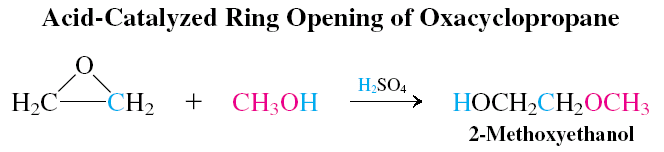 Acid-Catalyzed Ring Opening of Oxacyclopropane
O
H₂C CH₂ + CH₃OH H₂SO₄ HOCH₂CH₂OCH₃
2-Methoxyethanol